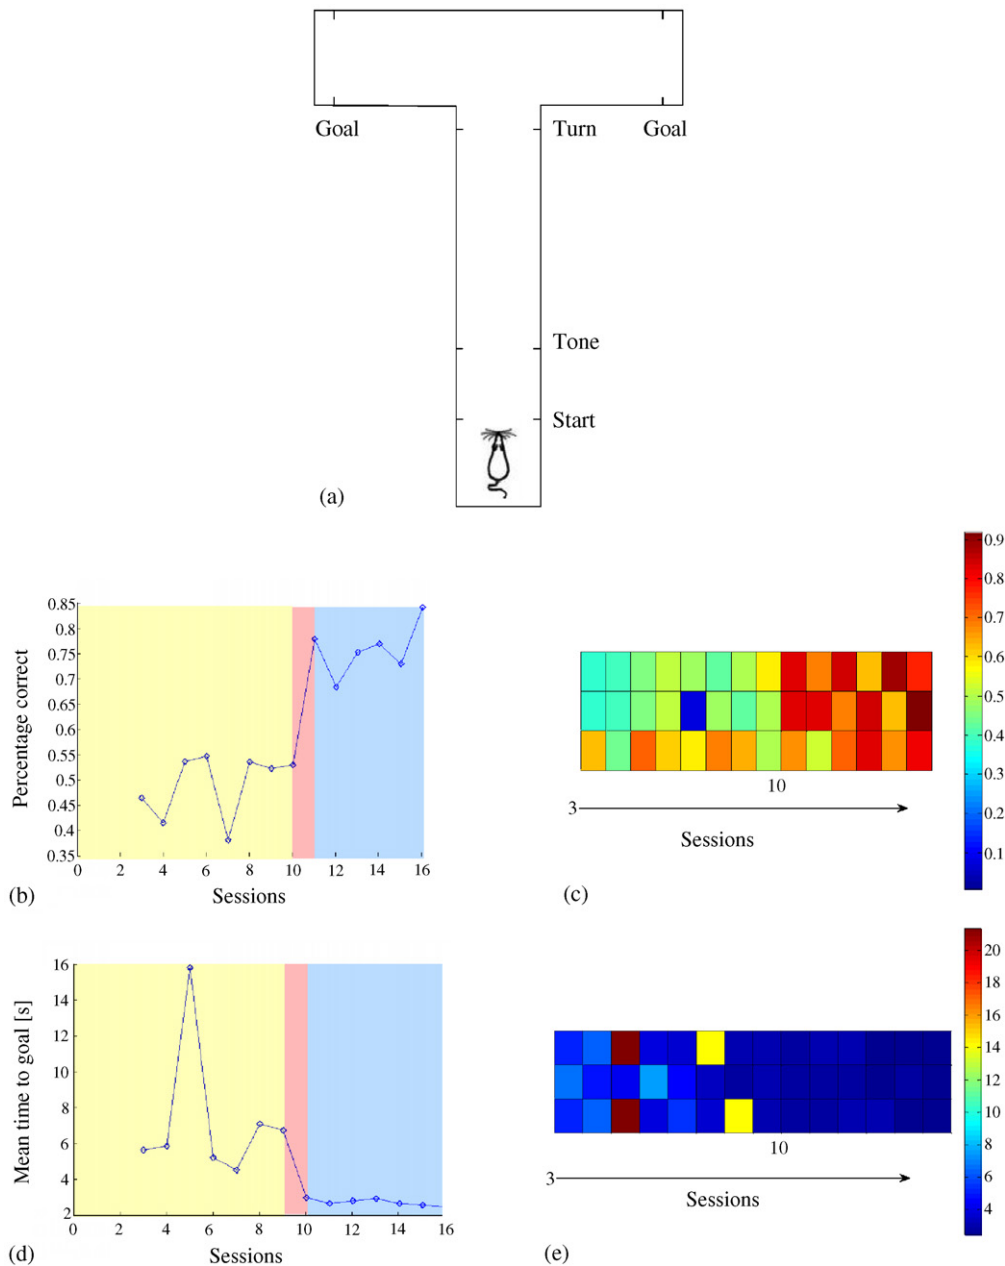 Goal
Turn
Goal
Tone
Start
(a)
0.85
0.8
0.75
0.7
0.65
0.6
0.55
0.5
0.45
0.4
0.35
Percentage correct
0 2 4 6 8 10 12 14 16
Sessions
(b)
10
3
Sessions
(c)
0.9
0.8
0.7
0.6
0.5
0.4
0.3
0.2
0.1
16
14
12
10
8
6
4
2
Mean time to goal [s]
0 2 4 6 8 10 12 14 16
Sessions
(d)
10
3
Sessions
(e)
20
18
16
14
12
10
8
6
4